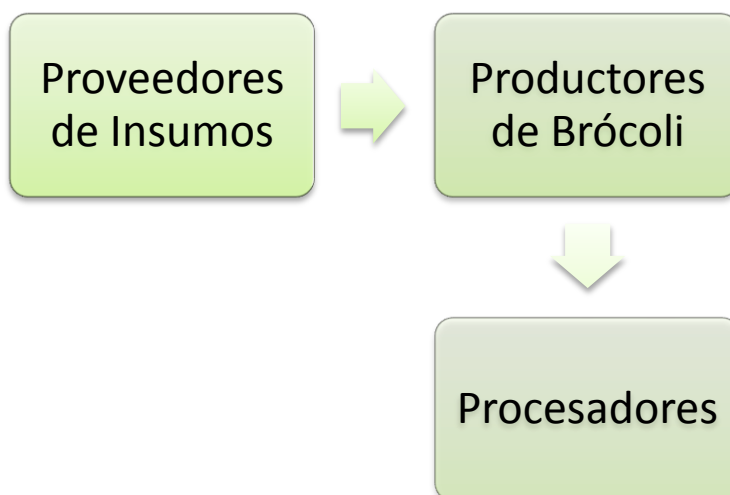 Proveedores
de Insumos
Productores
de Brócoli
Procesadores